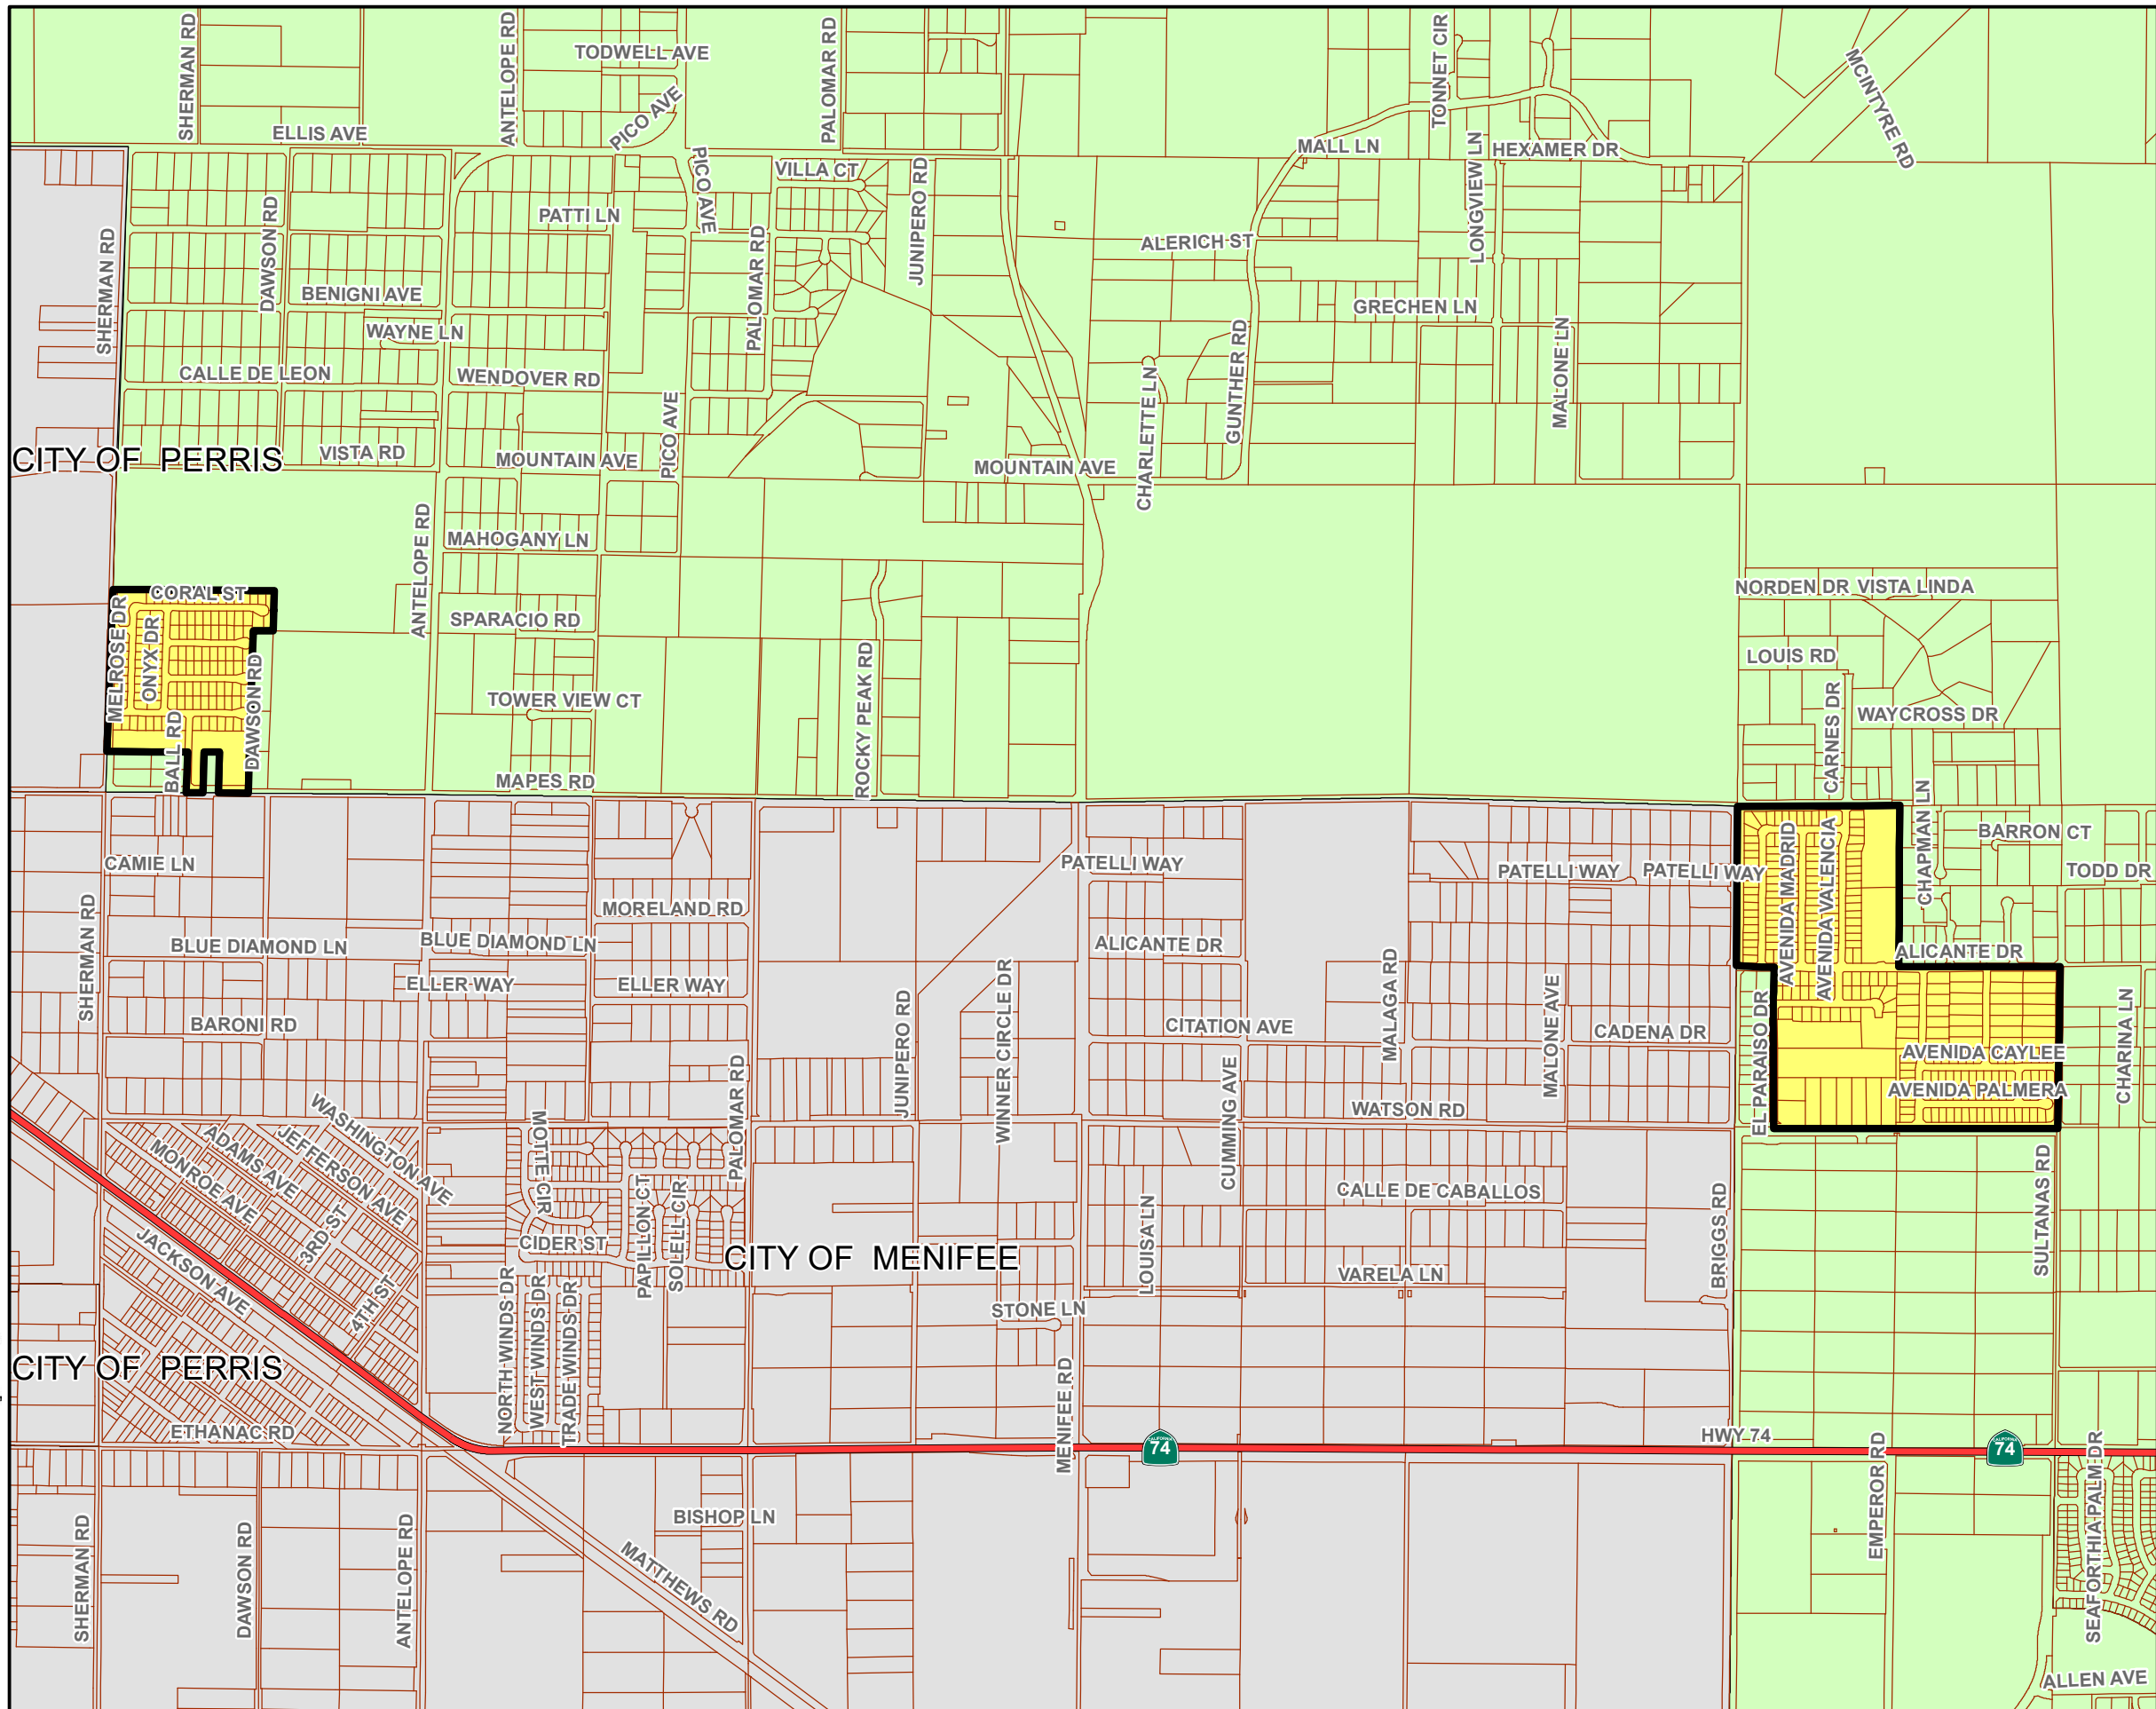 SHERMAN RD
ANTELOPE RD
TODWELL AVE
PICO AVE
PALOMAR RD
TONNET CIR
MCINTYRE RD
ELLIS AVE
MALL LN
HEXAMER DR
LONGVIEW LN
VILLA CT
PICO AVE
JUNIPERO RD
PATTI LN
DAWSON RD
SHERMAN RD
PALOMAR RD
ALERICH ST
BENIGNI AVE
WAYNE LN
GRECHEN LN
GUNTHER RD
MALONE LN
CALLE DE LEON
WENDOVER RD
PICO AVE
CHARLETTE LN
CITY OF PERRIS
VISTA RD
MOUNTAIN AVE
MOUNTAIN AVE
ANTELOPE RD
MAHOGANY LN
NORDEN DR
VISTA LINDA
CORAL ST
MELROSE DR
ONYX DR
SPARACIO RD
LOUIS RD
ROCKY PEAK RD
DAWSON RD
BALL RD
TOWER VIEW CT
CARNES DR
WAYCROSS DR
MAPES RD
CHAPMAN LN
BARRON CT
AVENIDA MADRID
AVENIDA VALENCIA
CAMIE LN
PATELLI WAY
PATELLI WAY
PATELLI WAY
TODD DR
SHERMAN RD
MORELAND RD
BLUE DIAMOND LN
BLUE DIAMOND LN
ALICANTE DR
ALICANTE DR
ELLER WAY
ELLER WAY
WINNER CIRCLE DR
JUNIPERO RD
MALAGA RD
MALONE AVE
EL PARAISO DR
CHARINA LN
BARONI RD
CITATION AVE
CADENA DR
AVENIDA CAYLEE
AVENIDA PALMERA
PALOMAR RD
CUMMING AVE
WATSON RD
WASHINGTON AVE
JEFFERSON AVE
ADAMS AVE
MONROE AVE
MOTTE CIR
PAPILLON CT
SOLELL CIR
CALLE DE CABALLOS
LOUISA LN
BRIGGS RD
SULTANAS RD
3RD ST
JACKSON AVE
CIDER ST
CITY OF MENIFEE
VARELA LN
4TH ST
NORTH WINDS DR
WEST WINDS DR
TRADE WINDS DR
STONE LN
CITY OF PERRIS
MENIFEE RD
ETHANAC RD
HWY 74
CALIFORNIA
74
CALIFORNIA
74
EMPEROR RD
SEAFORTHIA PALM DR
SHERMAN RD
DAWSON RD
ANTELOPE RD
BISHOP LN
MATTHEWS RD
ALLEN AVE